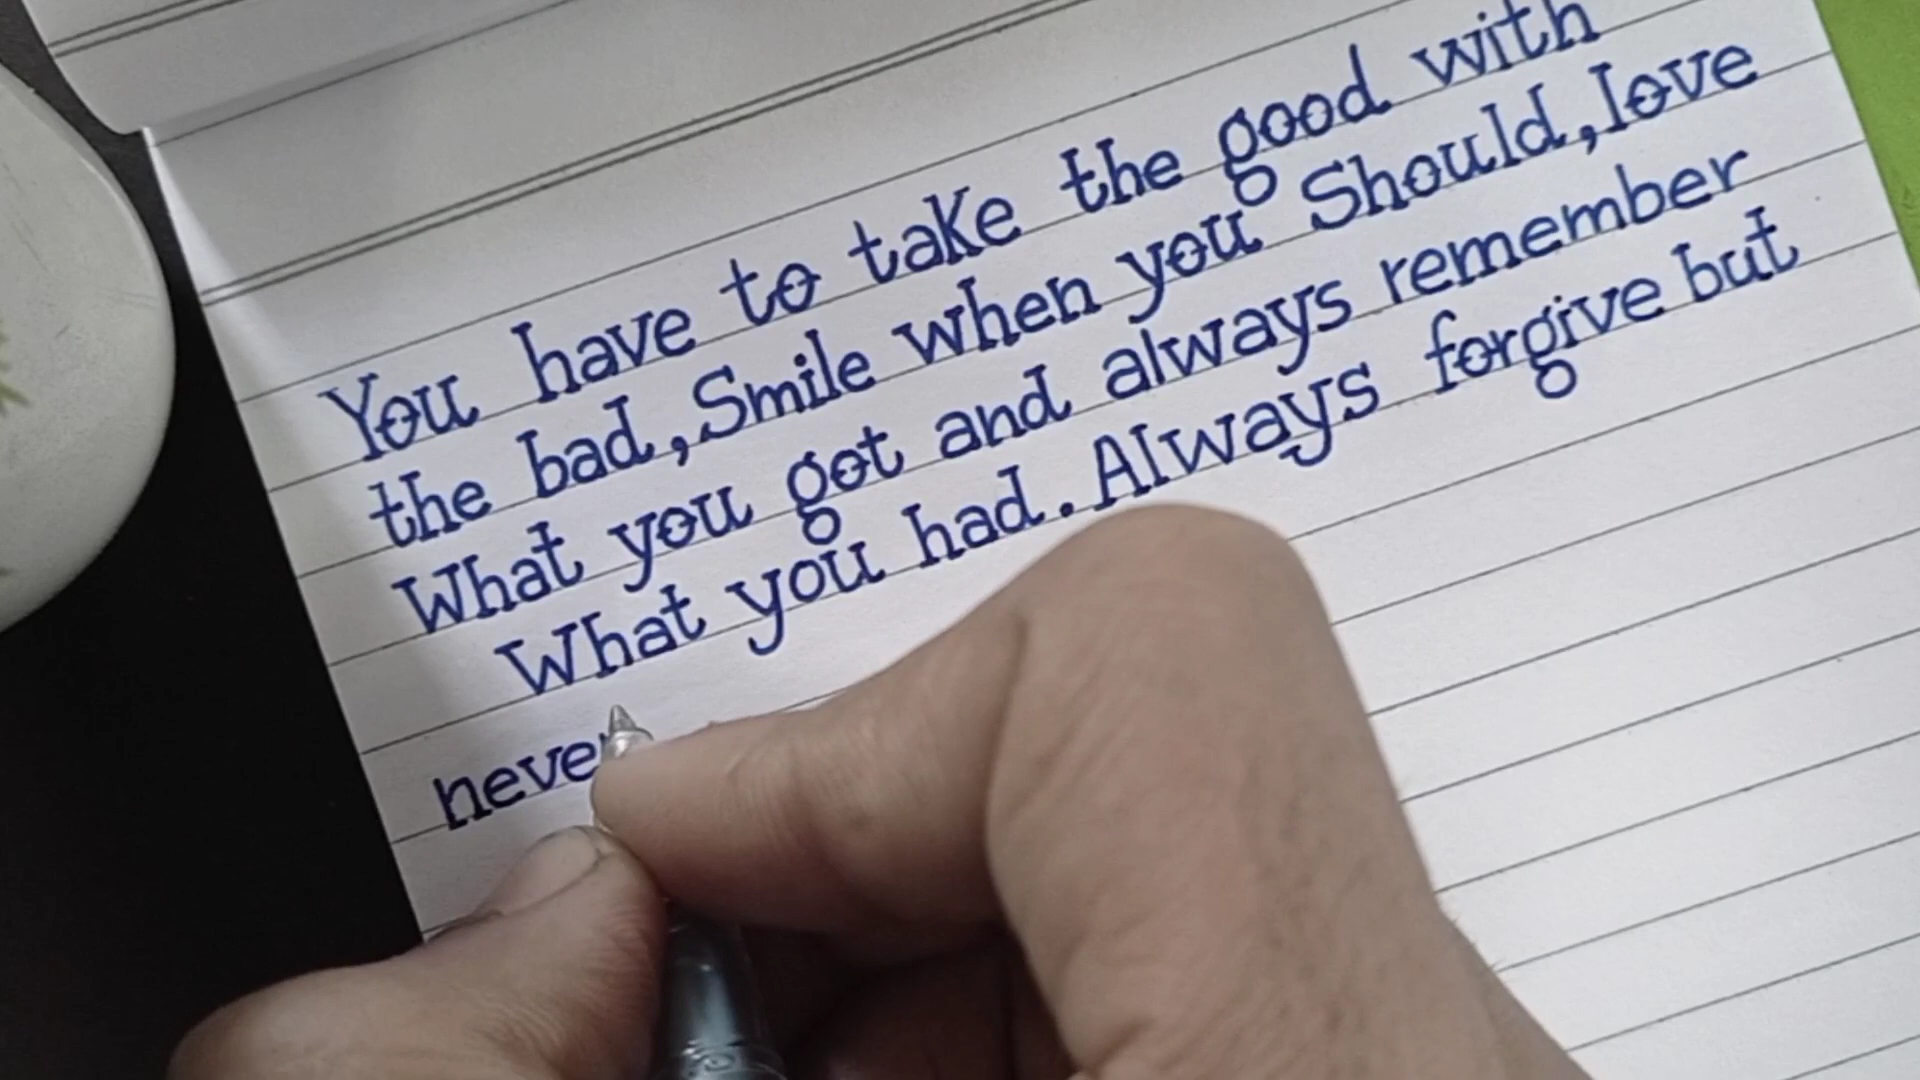 You have to take the good with
the bad, Smile when you Should, love
What you got and always remember
What you had. Always forgive but
never